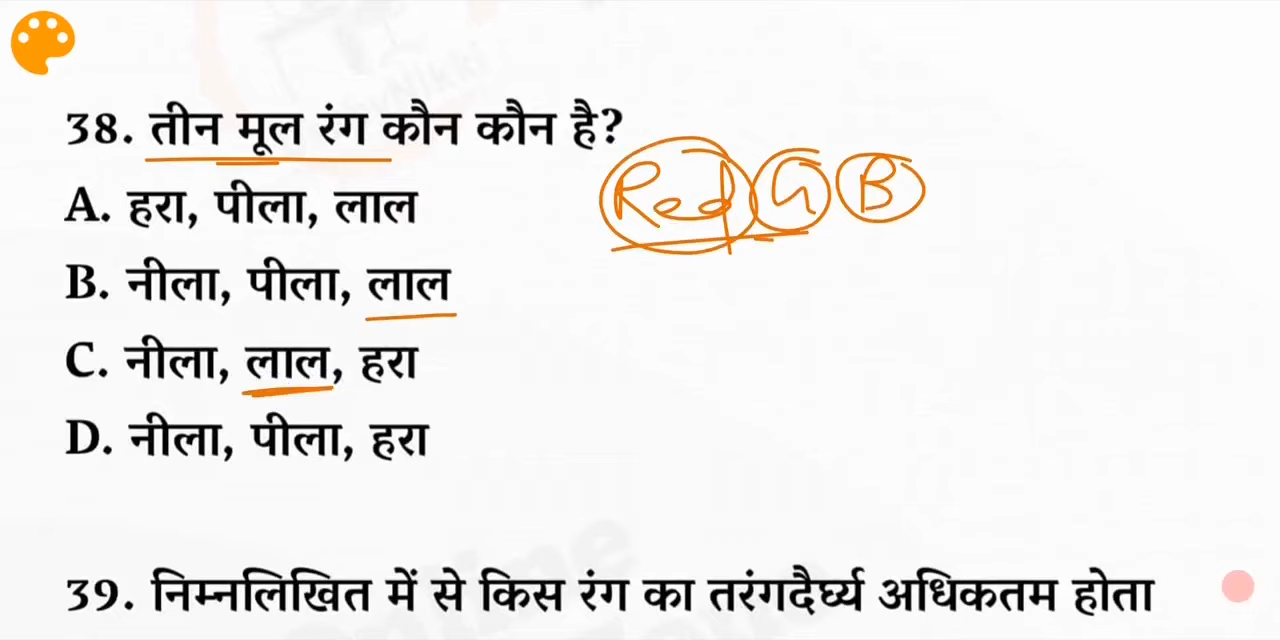 38. तीन मूल रंग कौन कौन है?
Red G B
A. हरा, पीला, लाल
B. नीला, पीला, लाल
C. नीला, लाल, हरा
D. नीला, पीला, हरा
39. निम्नलिखित में से किस रंग का तरंगदैर्घ्य अधिकतम होता